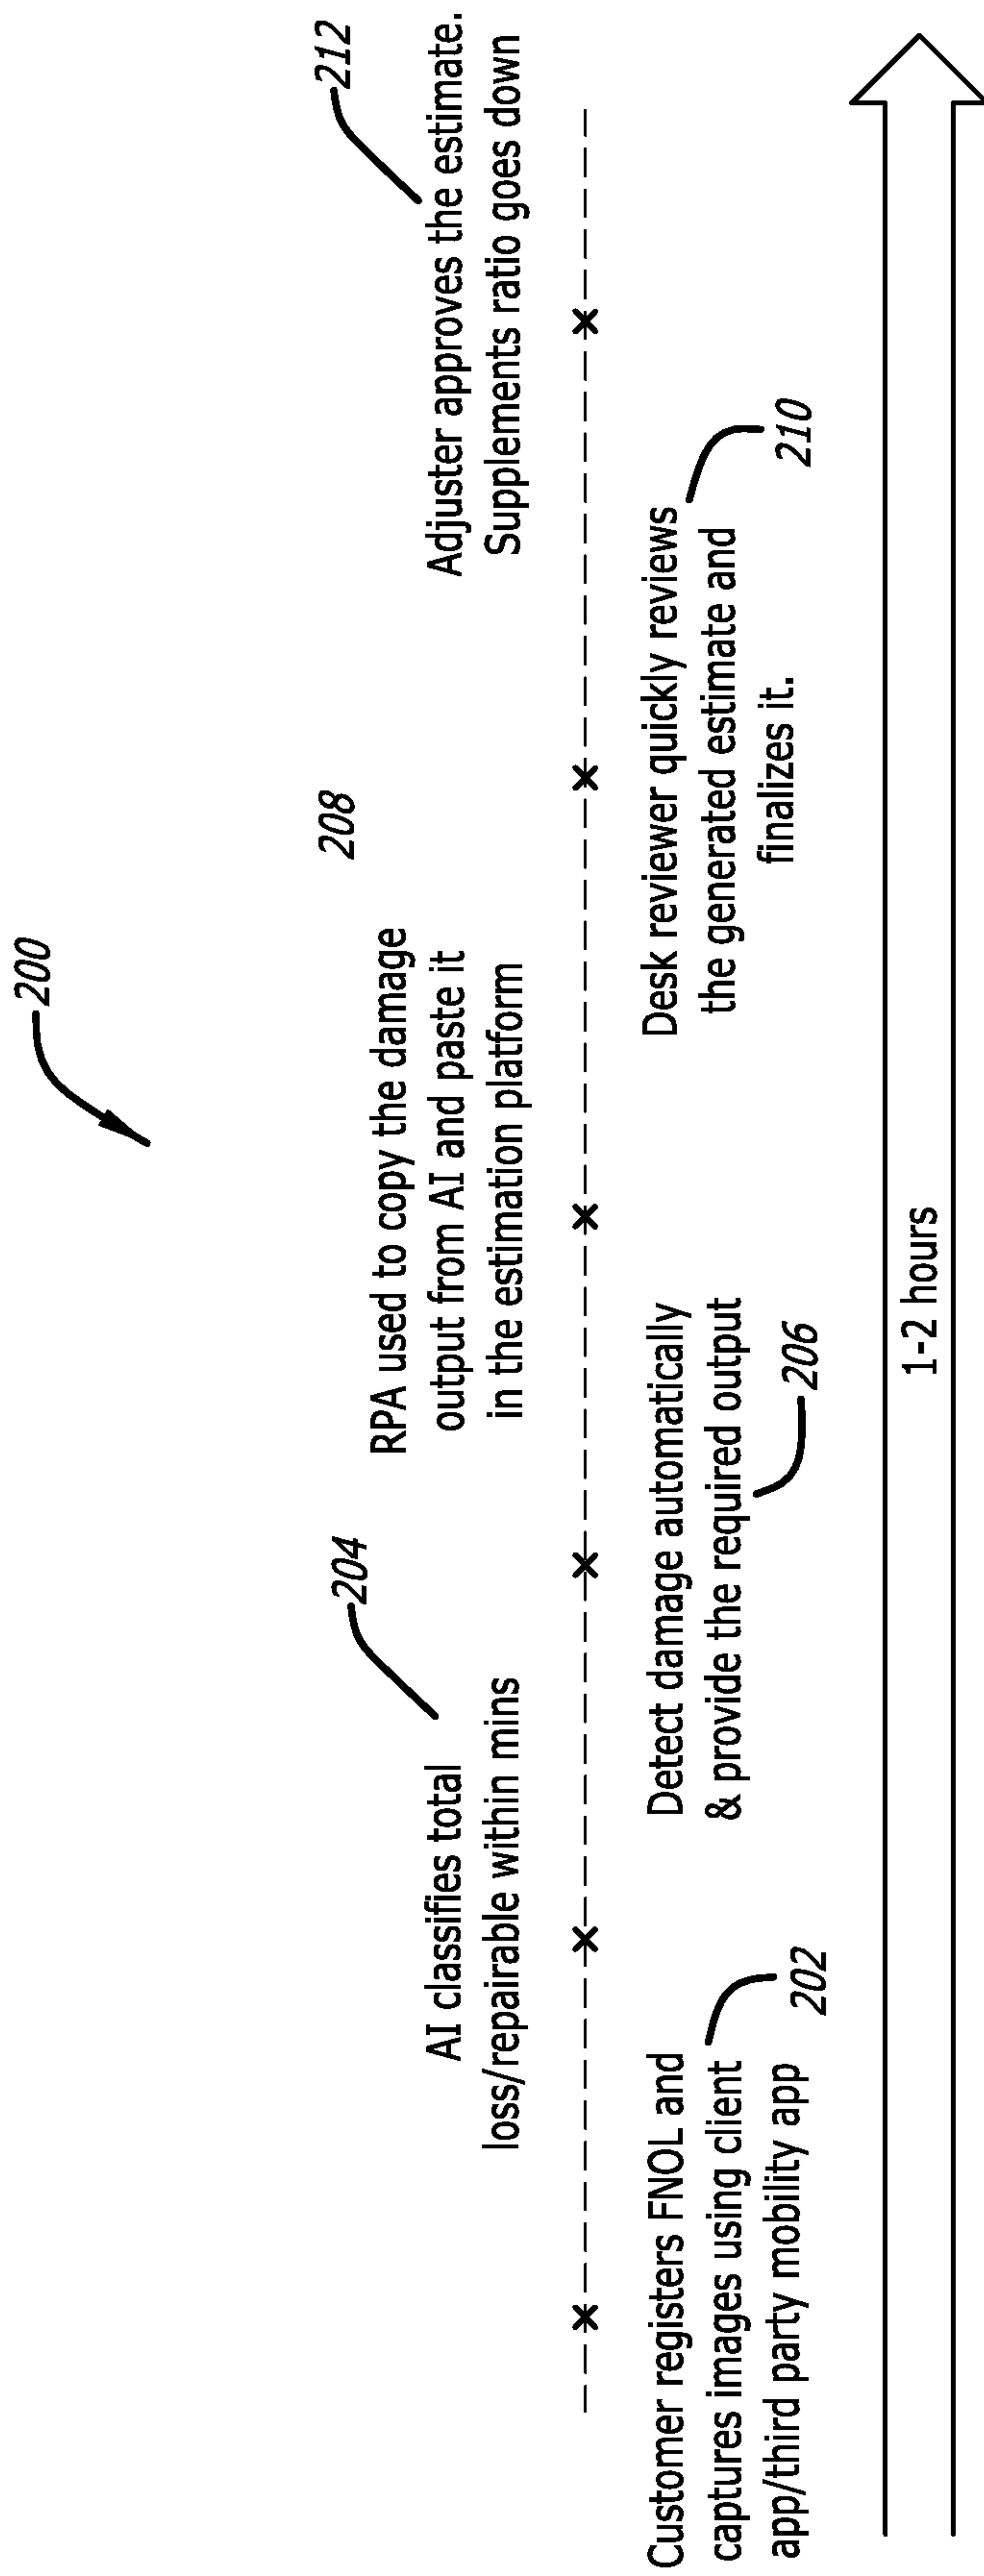 200
212
Adjuster approves the estimate.
Supplements ratio goes down
208
RPA used to copy the damage
output from AI and paste it
in the estimation platform
204
AI classifies total
loss/repairable within mins
Customer registers FNOL and
captures images using client
app/third party mobility app
202
Detect damage automatically
& provide the required output
206
Desk reviewer quickly reviews
the generated estimate and
finalizes it.
210
1-2 hours